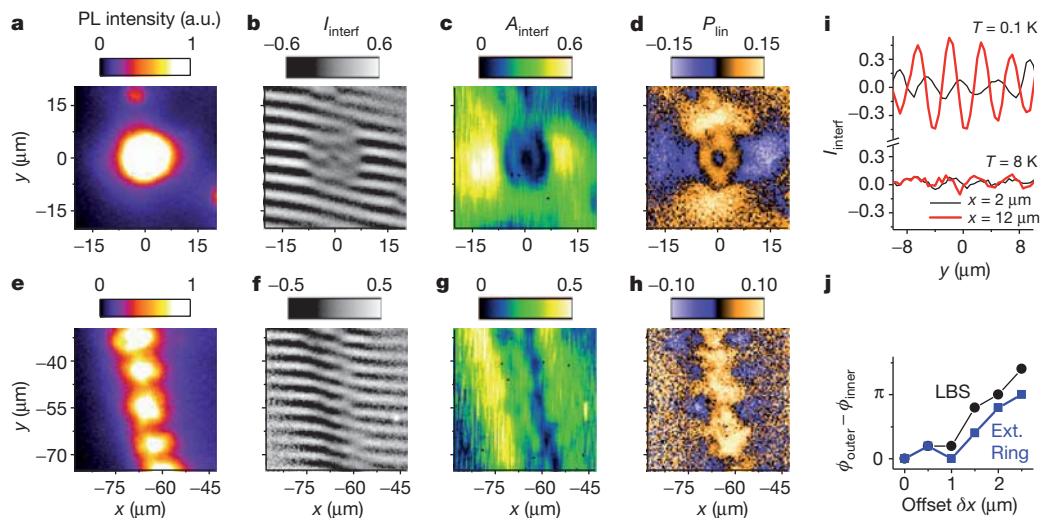 a PL intensity (a.u.) b I_interf c A_interf d P_lin i
0 1 −0.6 0.6 0 0.6 −0.15 0.15
y (μm)
15
0
−15
−15 0 15
−15 0 15
−15 0 15
−15 0 15
I_interf
T = 0.1 K
0.3
0.0
−0.3
T = 8 K
0.3
0.0
−0.3
x = 2 μm
x = 12 μm
−8 0 8
y (μm)
e f g h j
0 1 −0.5 0.5 0 0.5 −0.10 0.10
y (μm)
−40
−55
−70
−75 −60 −45
−75 −60 −45
−75 −60 −45
−75 −60 −45
x (μm) x (μm) x (μm) x (μm)
ϕ_outer − ϕ_inner
π
0
LBS
Ext.
Ring
0 1 2
Offset δx (μm)